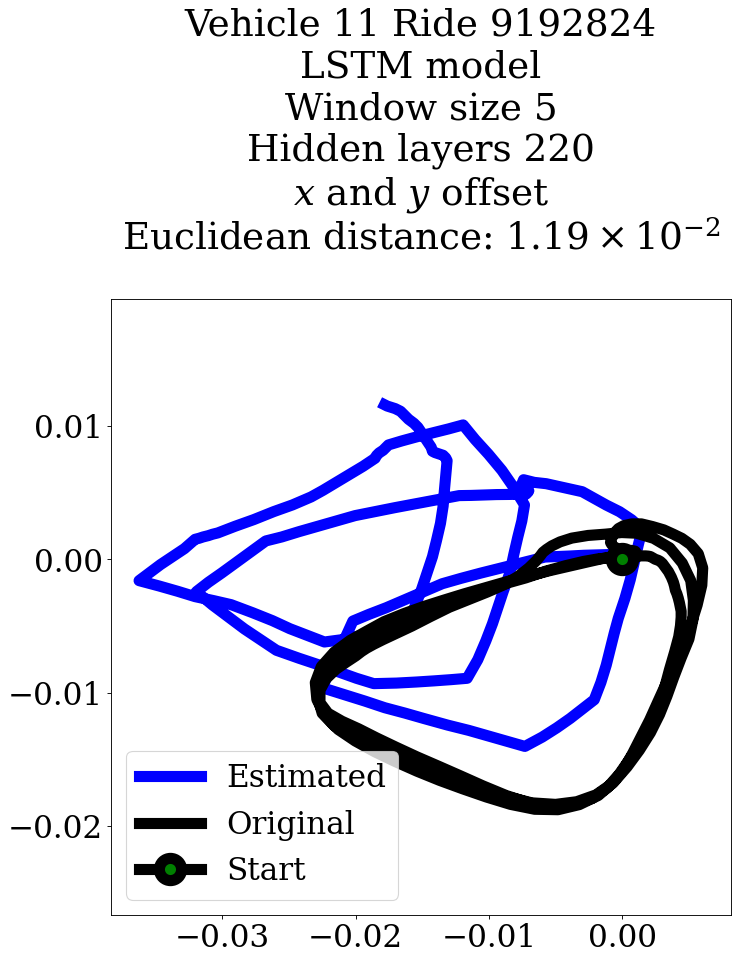 Vehicle 11 Ride 9192824
LSTM model
Window size 5
Hidden layers 220
x and y offset
Euclidean distance: 1.19 × 10⁻²
0.01
0.00
−0.01
−0.02
Estimated
Original
Start
−0.03
−0.02
−0.01
0.00